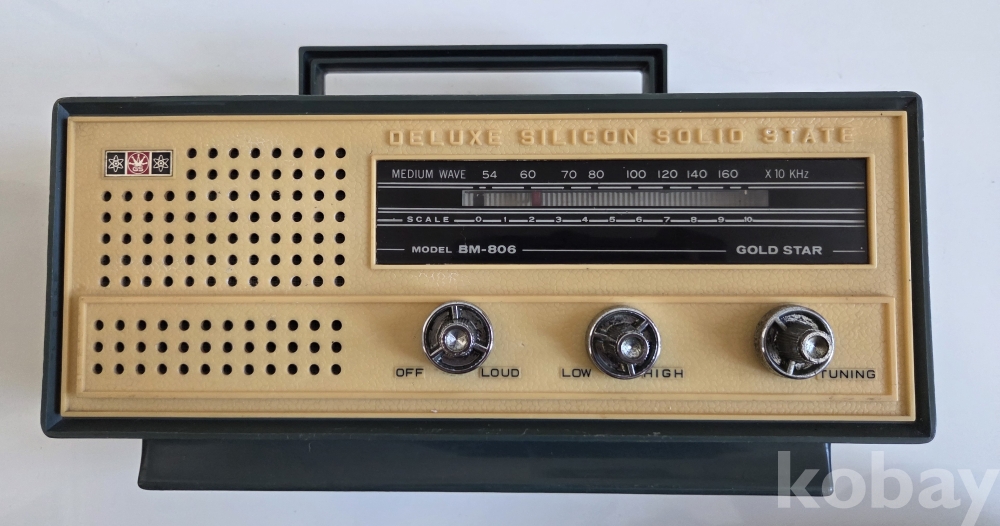 DELUXE SILICON SOLID STATE
GS
MEDIUM WAVE 54 60 70 80 100 120 140 160 X 10 KHz
SCALE 0 1 2 3 4 5 6 7 8 9 10
MODEL BM-806 GOLD STAR
OFF LOUD LOW HIGH TUNING
kobay